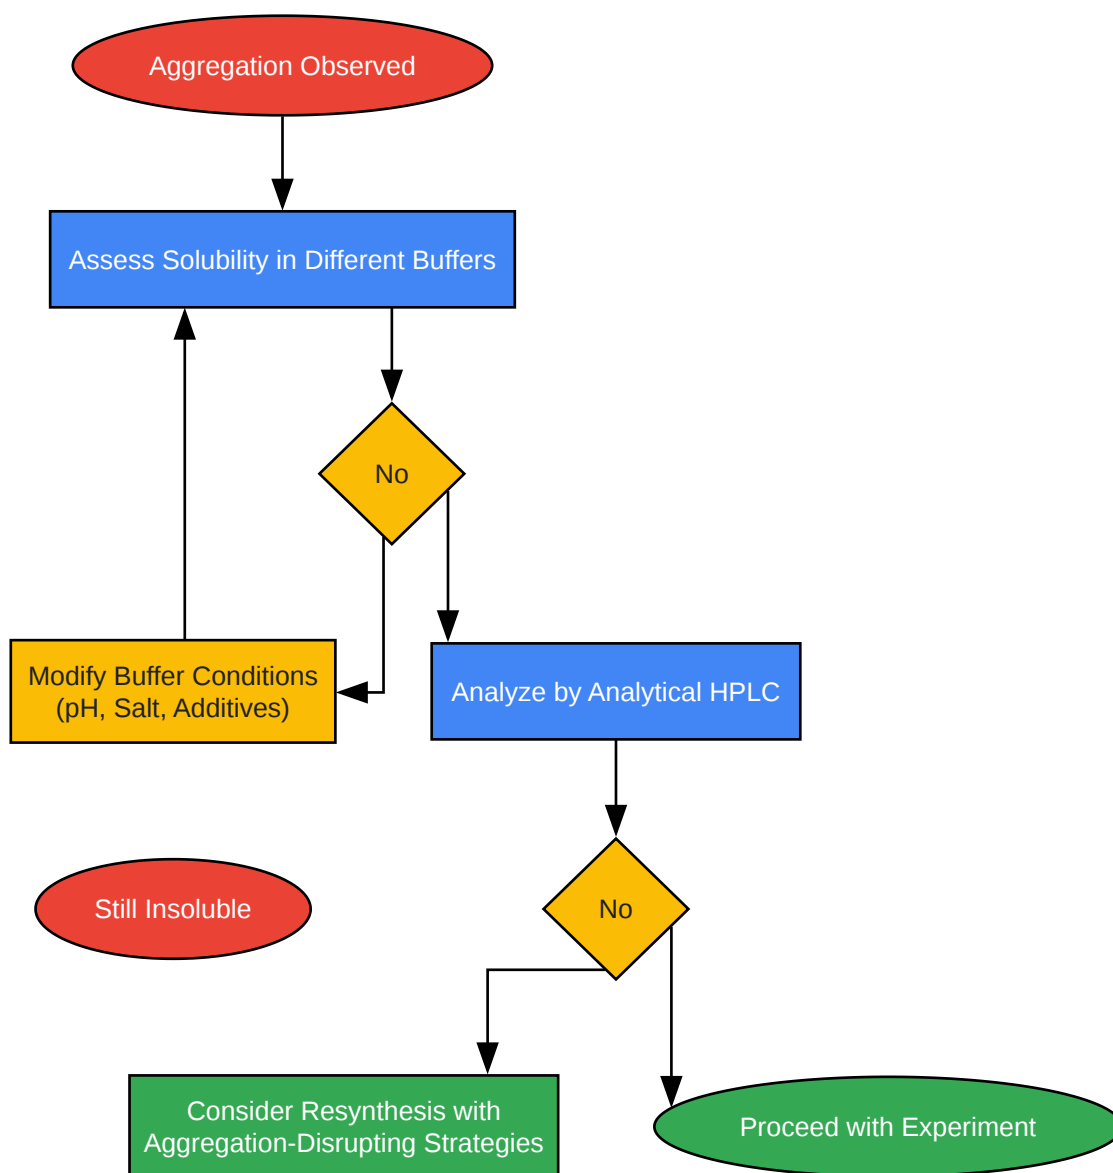 Aggregation Observed
Assess Solubility in Different Buffers
No
Modify Buffer Conditions
(pH, Salt, Additives)
Analyze by Analytical HPLC
Still Insoluble
No
Consider Resynthesis with
Aggregation-Disrupting Strategies
Proceed with Experiment